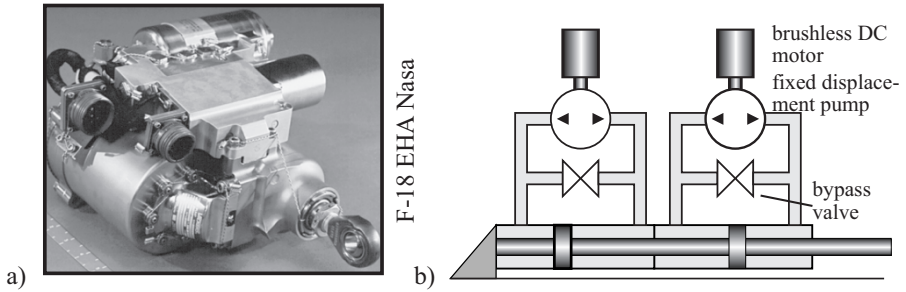 a)
F-18 EHA Nasa
b)
brushless DC
motor
fixed displace-
ment pump
bypass
valve